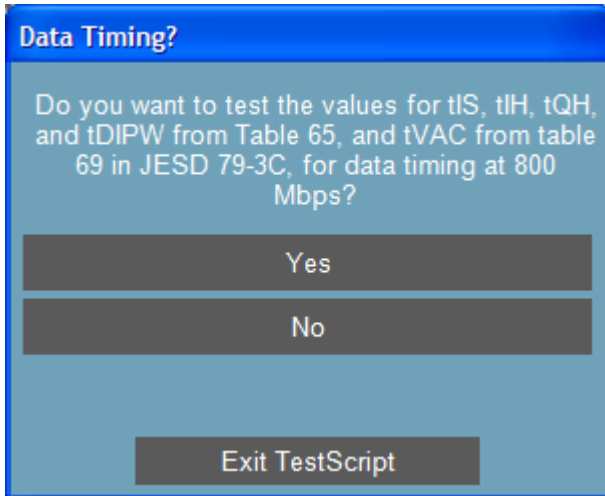 Data Timing?
Do you want to test the values for tIS, tIH, tQH,
and tDIPW from Table 65, and tVAC from table
69 in JESD 79-3C, for data timing at 800
Mbps?
Yes
No
Exit TestScript